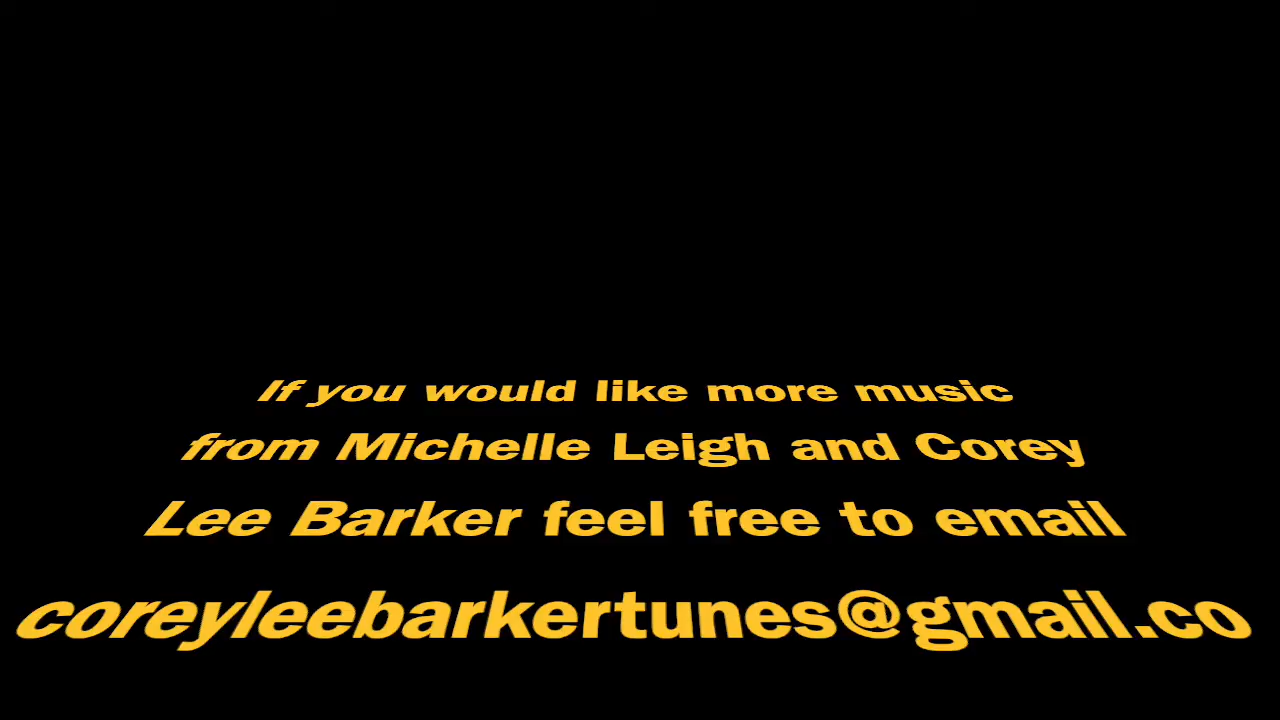 If you would like more music
from Michelle Leigh and Corey
Lee Barker feel free to email
coreyleebarkertunes@gmail.co